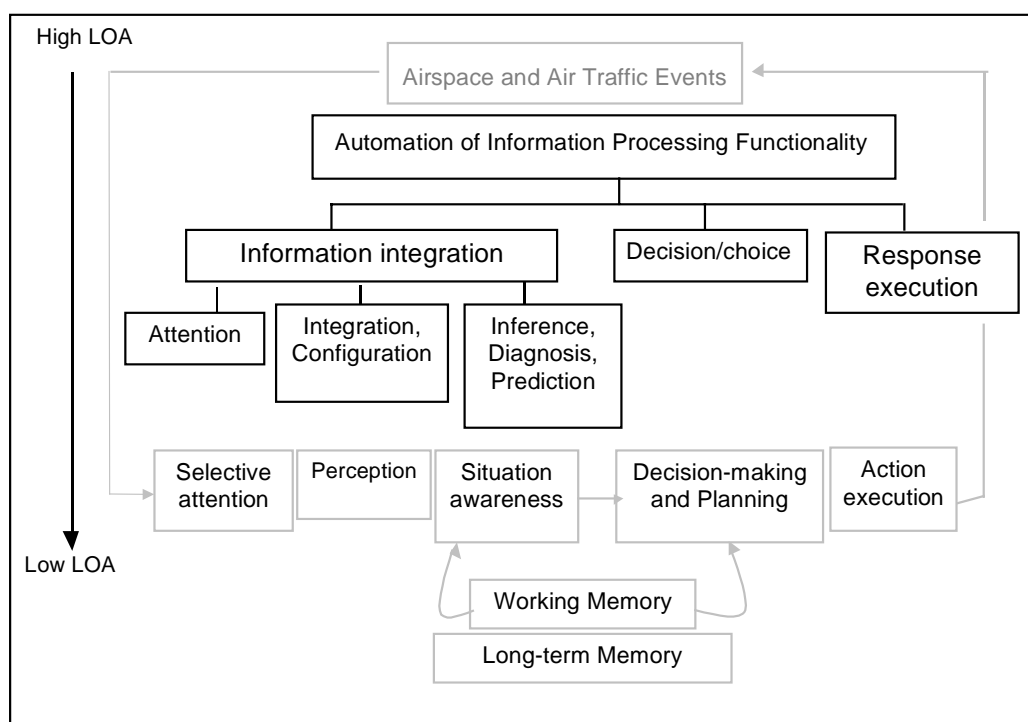 High LOA
Airspace and Air Traffic Events
Automation of Information Processing Functionality
Information integration
Decision/choice
Response
execution
Attention
Integration,
Configuration
Inference,
Diagnosis,
Prediction
Selective
attention
Perception
Situation
awareness
Decision-making
and Planning
Action
execution
Low LOA
Working Memory
Long-term Memory